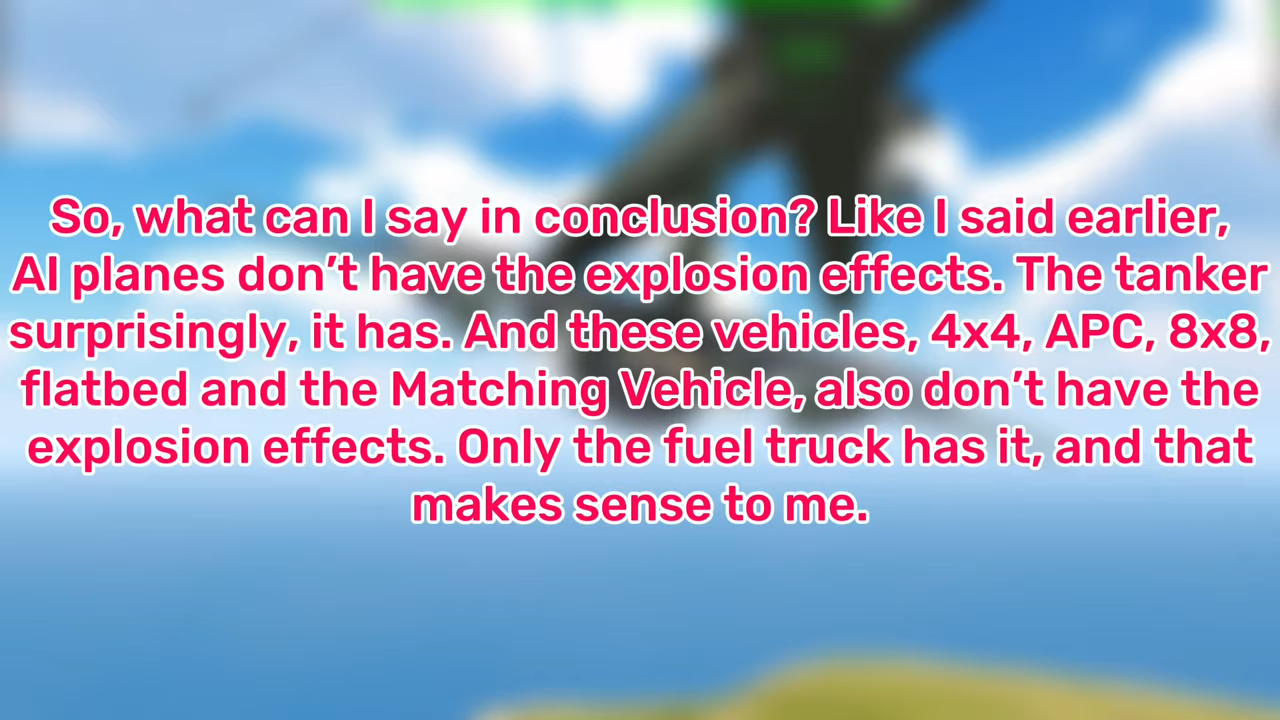 So, what can I say in conclusion? Like I said earlier,
AI planes don’t have the explosion effects. The tanker
surprisingly, it has. And these vehicles, 4x4, APC, 8x8,
flatbed and the Matching Vehicle, also don’t have the
explosion effects. Only the fuel truck has it, and that
makes sense to me.